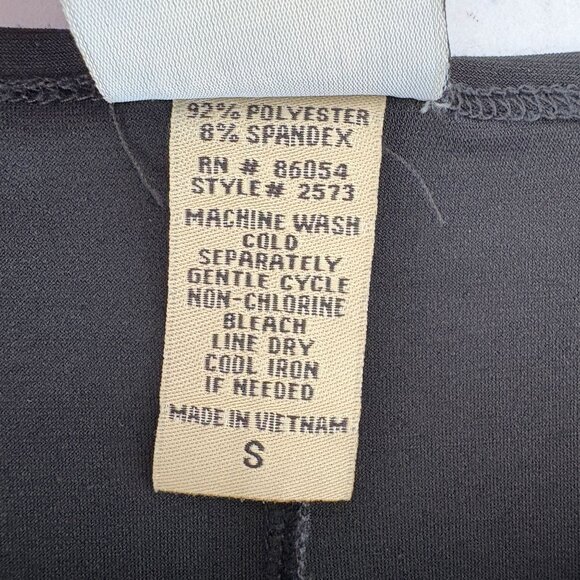 92% POLYESTER
8% SPANDEX
RN # 86054
STYLE# 2573
MACHINE WASH
COLD
SEPARATELY
GENTLE CYCLE
NON-CHLORINE
BLEACH
LINE DRY
COOL IRON
IF NEEDED
MADE IN VIETNAM
S